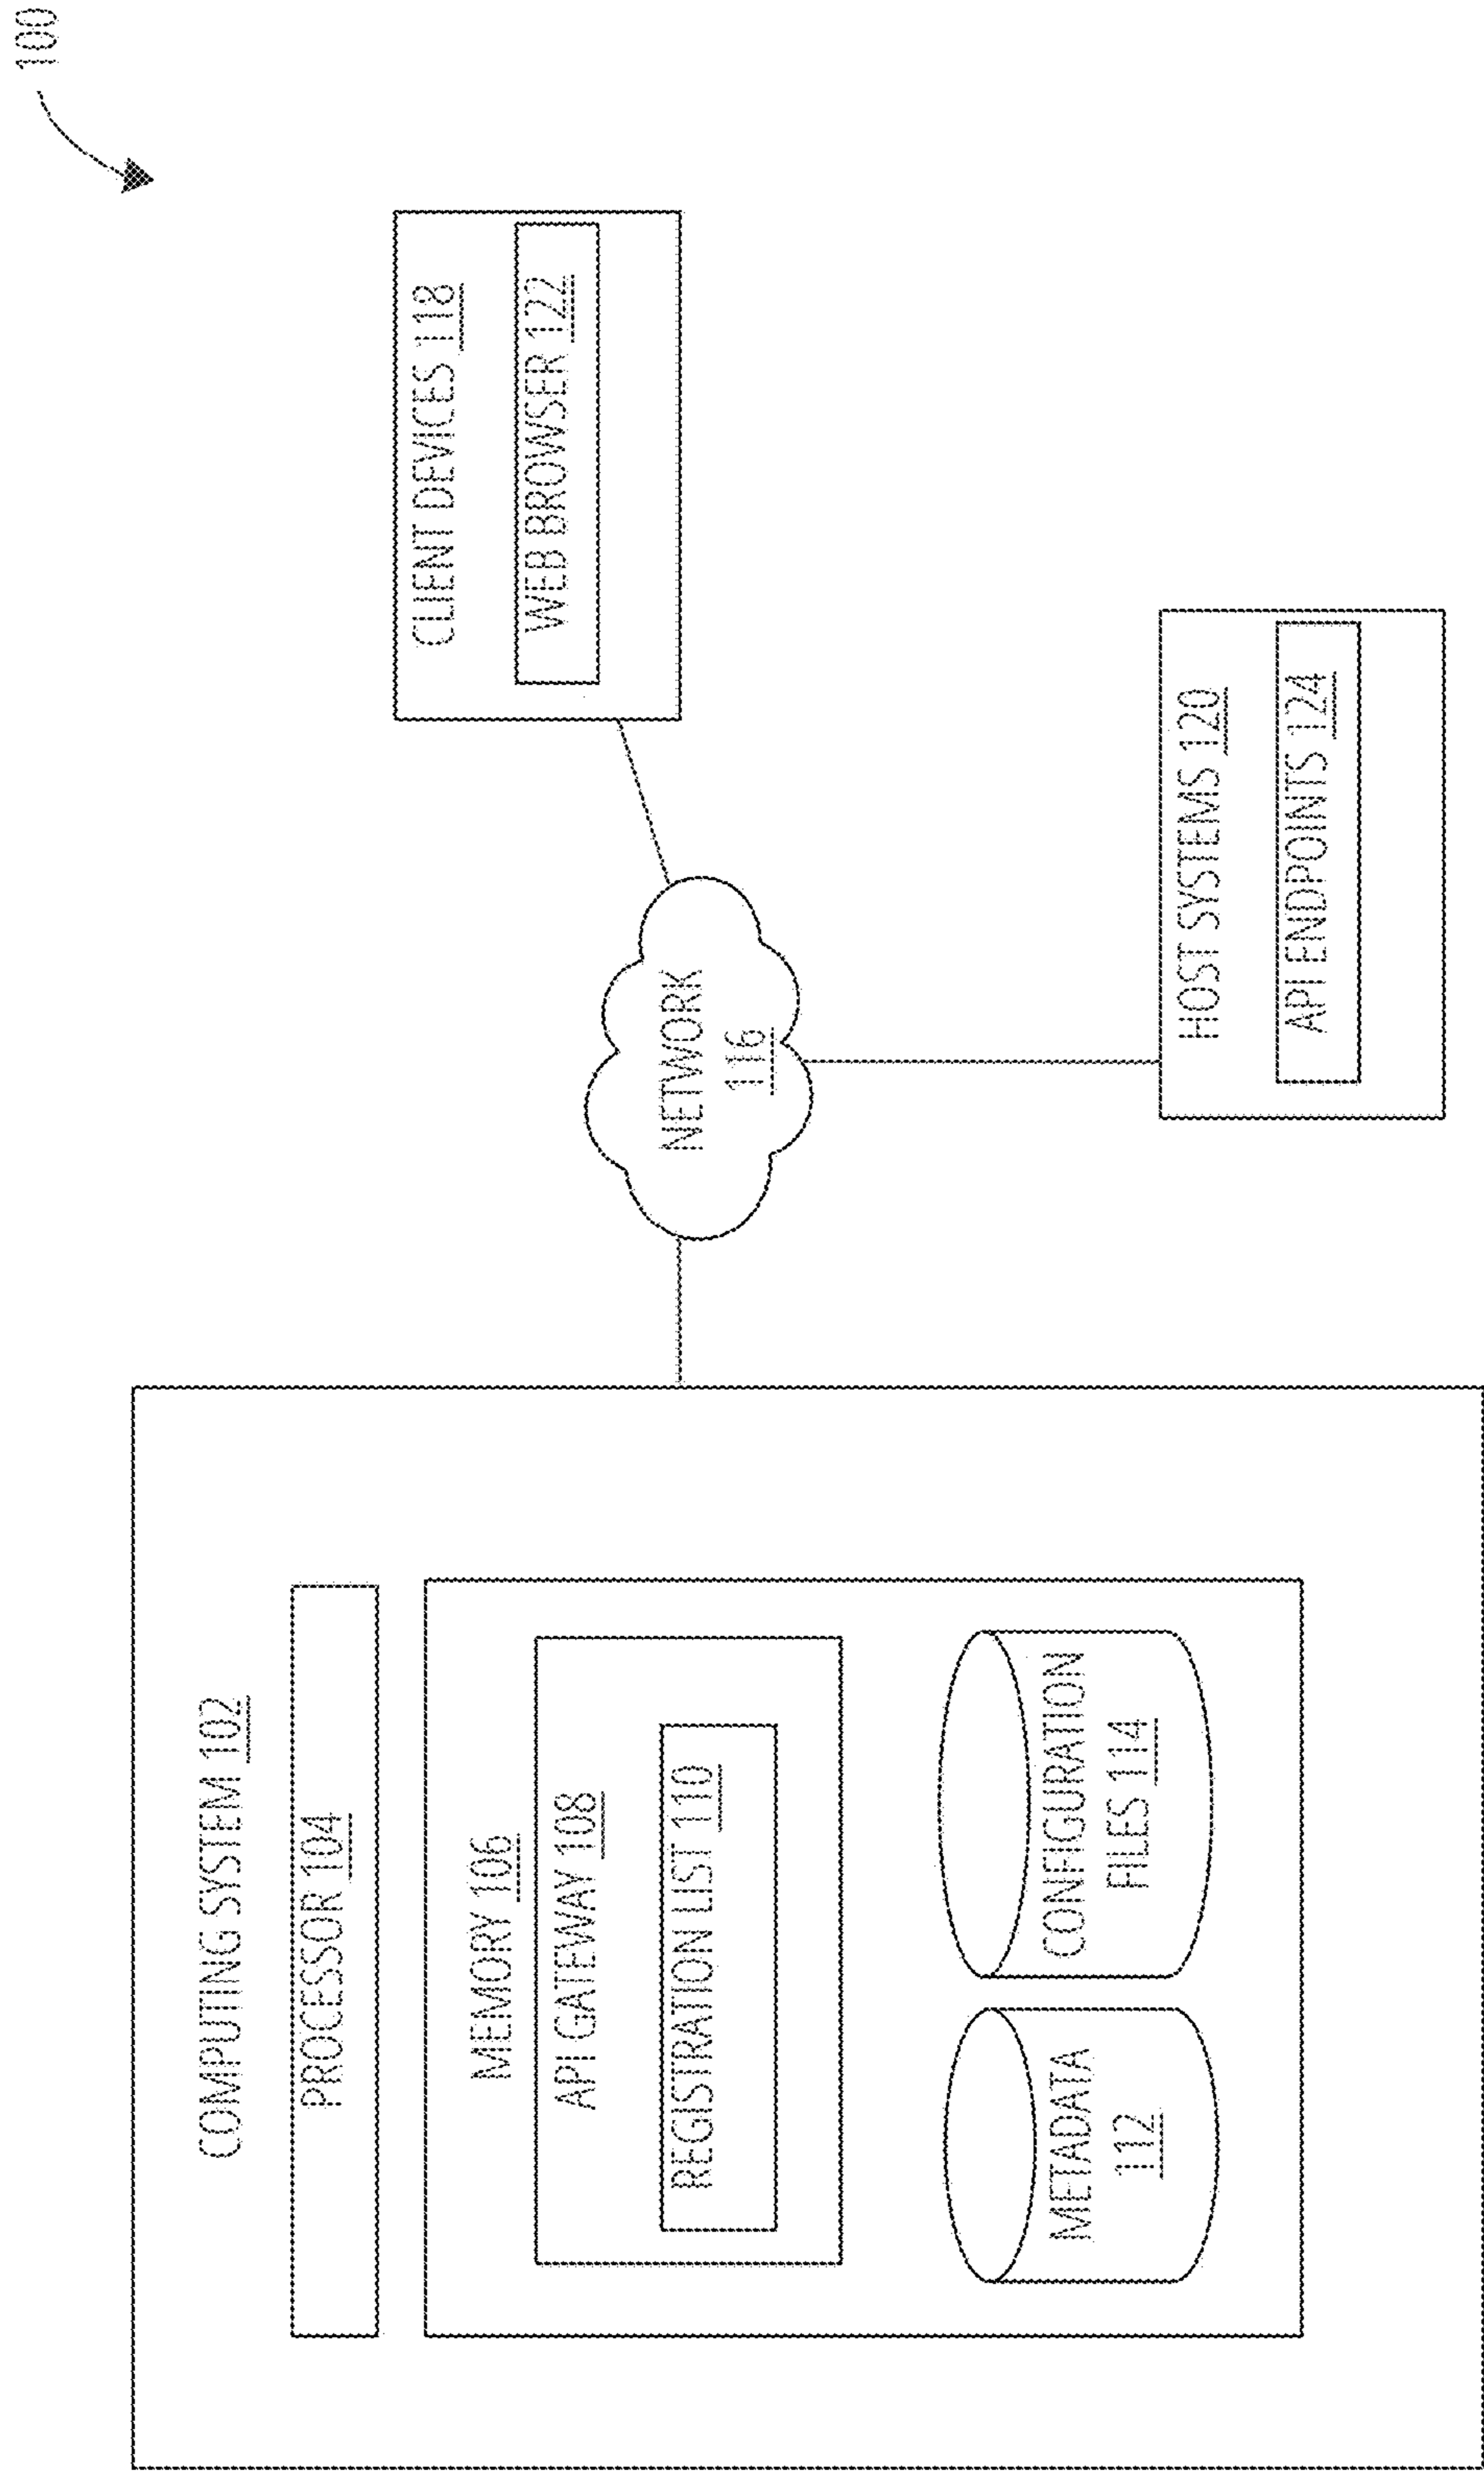 100
COMPUTING SYSTEM 102
PROCESSOR 104
MEMORY 106
API GATEWAY 108
REGISTRATION LIST 110
METADATA
112
CONFIGURATION
FILES 114
NETWORK
116
CLIENT DEVICES 118
WEB BROWSER 122
HOST SYSTEMS 120
API ENDPOINTS 124